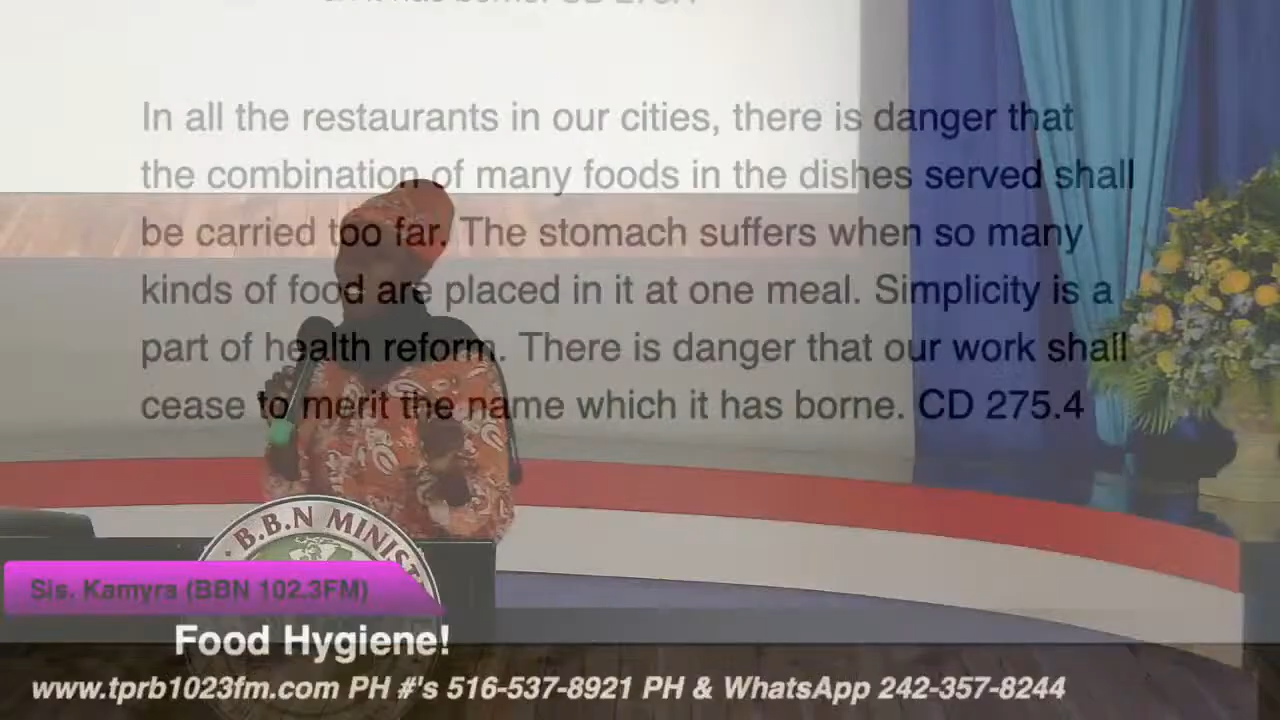 In all the restaurants in our cities, there is danger that
the combination of many foods in the dishes served shall
be carried too far. The stomach suffers when so many
kinds of food are placed in it at one meal. Simplicity is a
part of health reform. There is danger that our work shall
cease to merit the name which it has borne. CD 275.4
B.B.N MINIS
Sis. Kamyra (BBN 102.3FM)
Food Hygiene!
www.tprb1023fm.com PH #'s 516-537-8921 PH & WhatsApp 242-357-8244